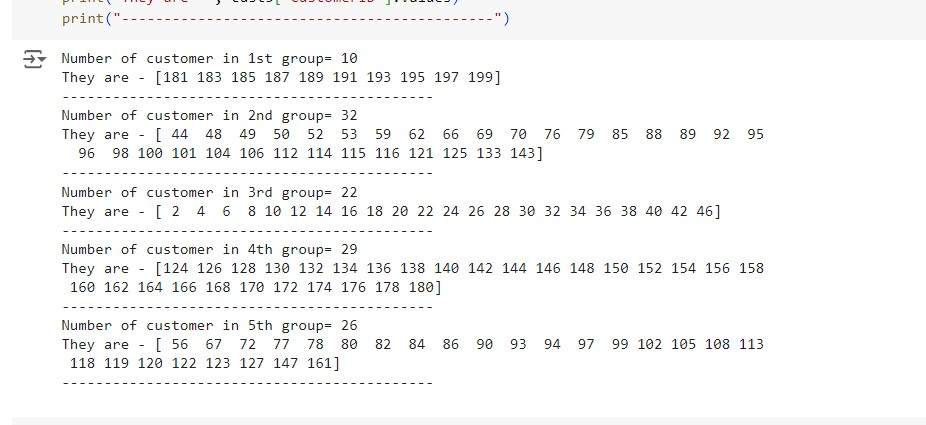 print("They are - ", custs["CustomerID"].values)
print("--------------------------------------------")
Number of customer in 1st group= 10
They are - [181 183 185 187 189 191 193 195 197 199]
--------------------------------------------
Number of customer in 2nd group= 32
They are - [ 44 48 49 50 52 53 59 62 66 69 70 76 79 85 88 89 92 95
96 98 100 101 104 106 112 114 115 116 121 125 133 143]
--------------------------------------------
Number of customer in 3rd group= 22
They are - [ 2 4 6 8 10 12 14 16 18 20 22 24 26 28 30 32 34 36 38 40 42 46]
--------------------------------------------
Number of customer in 4th group= 29
They are - [124 126 128 130 132 134 136 138 140 142 144 146 148 150 152 154 156 158
160 162 164 166 168 170 172 174 176 178 180]
--------------------------------------------
Number of customer in 5th group= 26
They are - [ 56 67 72 77 78 80 82 84 86 90 93 94 97 99 102 105 108 113
118 119 120 122 123 127 147 161]
--------------------------------------------